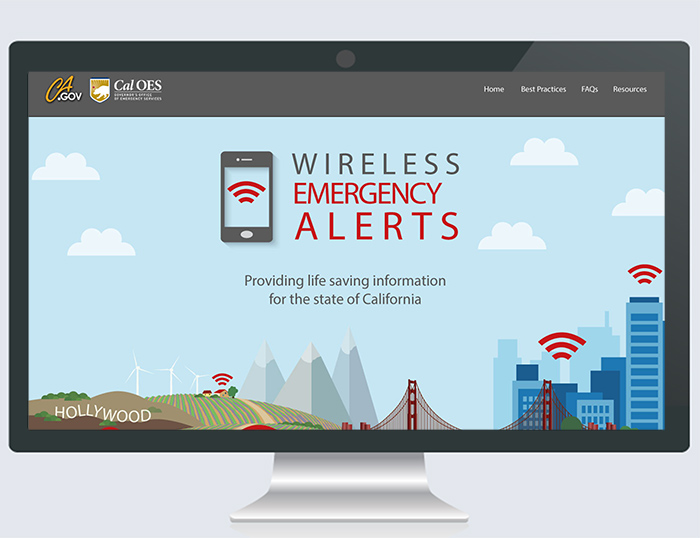 CA
.GOV
Cal OES
GOVERNOR'S OFFICE
OF EMERGENCY SERVICES
Home Best Practices FAQs Resources
WIRELESS
EMERGENCY
ALERTS
Providing life saving information
for the state of California
HOLLYWOOD